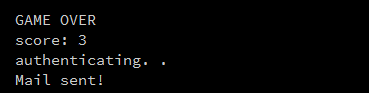 GAME OVER
score: 3
authenticating. .
Mail sent!